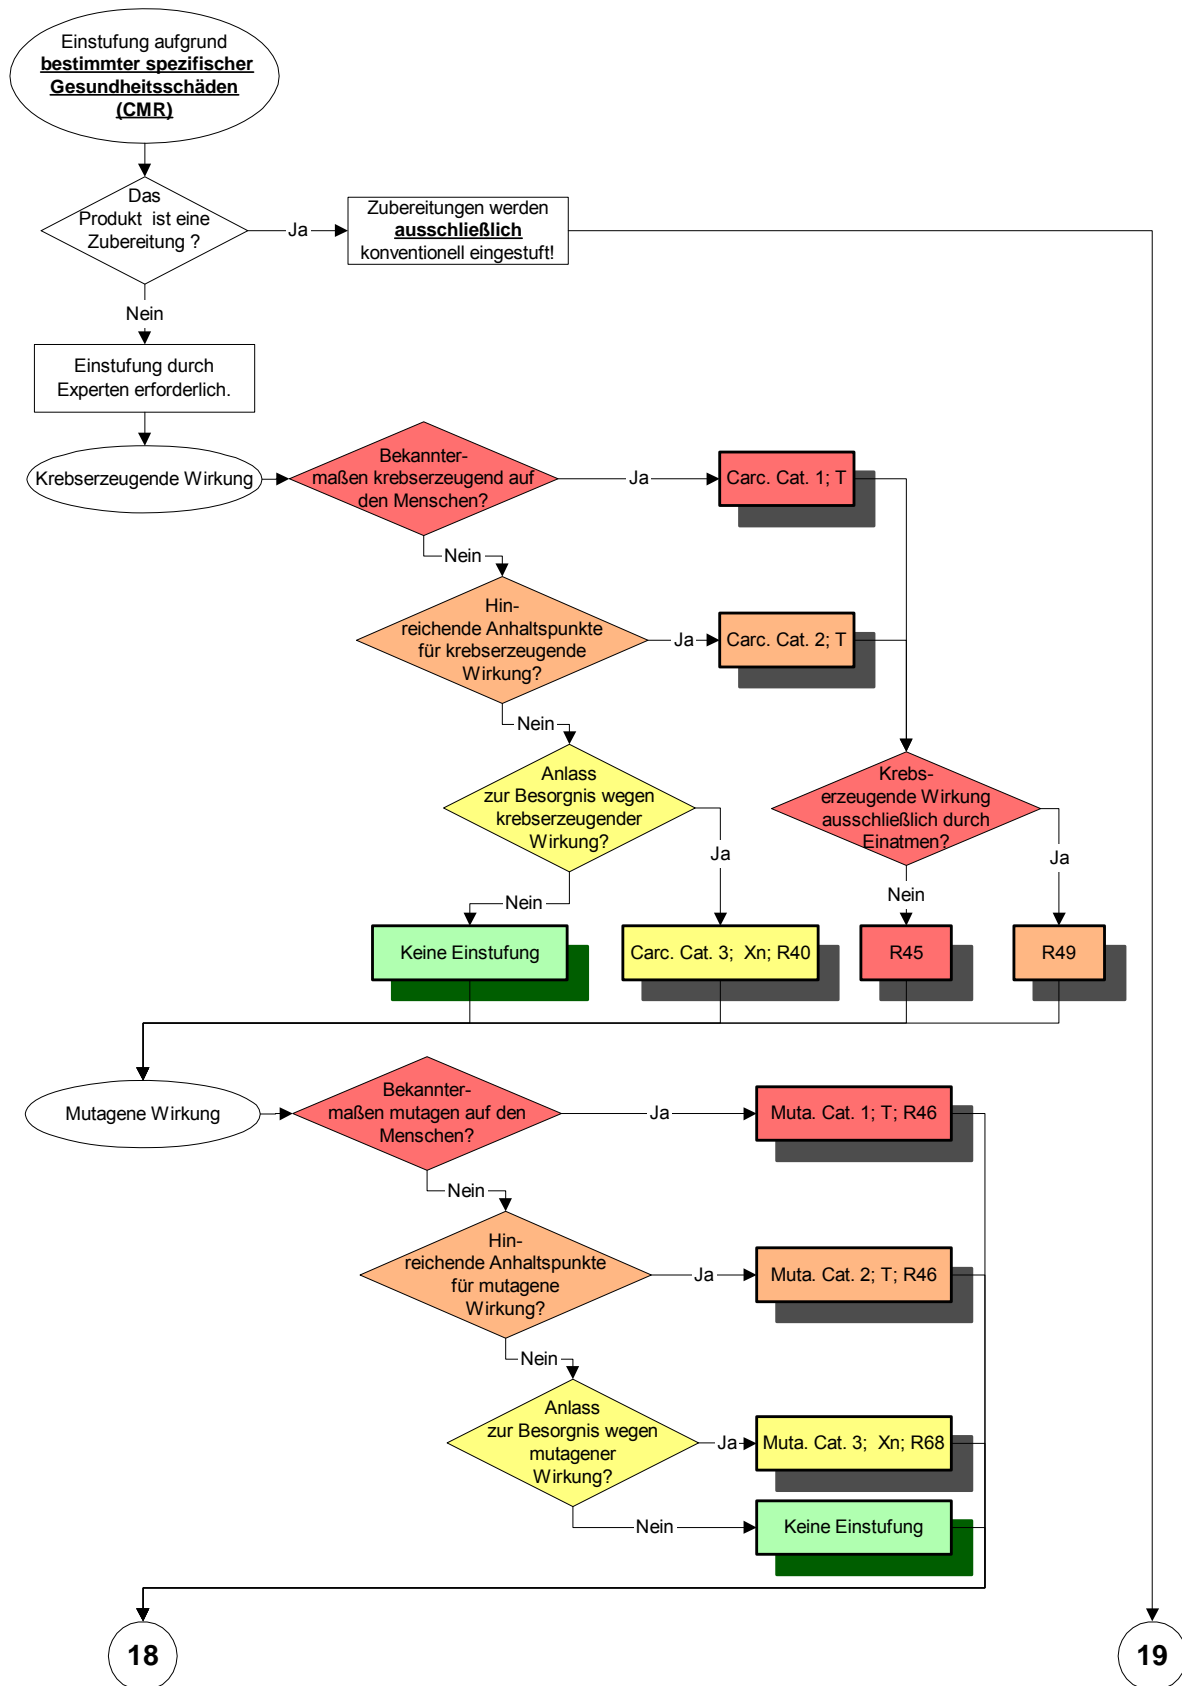 Einstufung aufgrund
bestimmter spezifischer
Gesundheitsschäden
(CMR)
Das
Produkt ist eine
Zubereitung ?
Ja
Zubereitungen werden
ausschließlich
konventionell eingestuft!
Nein
Einstufung durch
Experten erforderlich.
Krebserzeugende Wirkung
Bekannter-
maßen krebserzeugend auf
den Menschen?
Ja
Carc. Cat. 1; T
Nein
Hin-
reichende Anhaltspunkte
für krebserzeugende
Wirkung?
Ja
Carc. Cat. 2; T
Nein
Anlass
zur Besorgnis wegen
krebserzeugender
Wirkung?
Ja
Krebs-
erzeugende Wirkung
ausschließlich durch
Einatmen?
Ja
Nein
Nein
Keine Einstufung
Carc. Cat. 3; Xn; R40
R45
R49
Mutagene Wirkung
Bekannter-
maßen mutagen auf den
Menschen?
Ja
Muta. Cat. 1; T; R46
Nein
Hin-
reichende Anhaltspunkte
für mutagene
Wirkung?
Ja
Muta. Cat. 2; T; R46
Nein
Anlass
zur Besorgnis wegen
mutagener
Wirkung?
Ja
Muta. Cat. 3; Xn; R68
Nein
Keine Einstufung
18
19